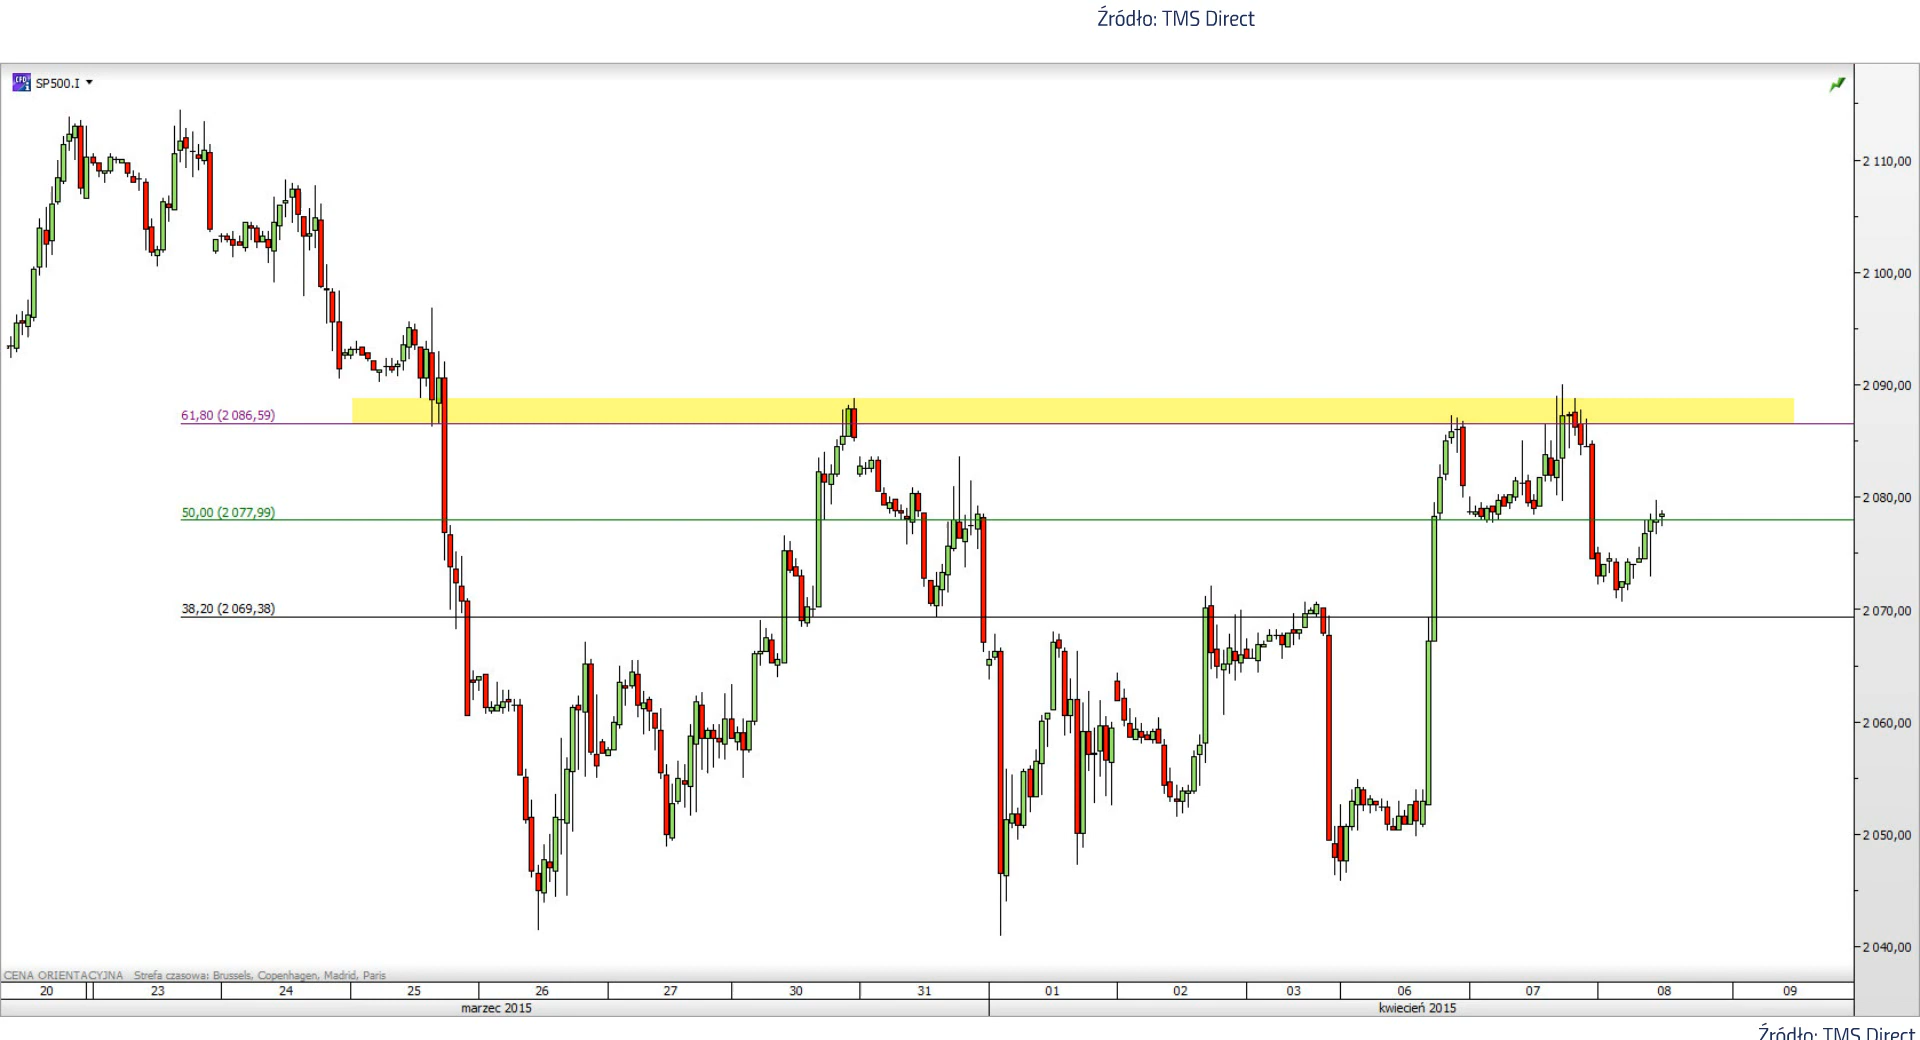 Źródło: TMS Direct
SP500.I
2 110,00
2 100,00
2 090,00
61,80 (2 086,59)
2 080,00
50,00 (2 077,99)
38,20 (2 069,38)
2 070,00
2 060,00
2 050,00
2 040,00
CENA ORIENTACYJNA Strefa czasowa: Brussels, Copenhagen, Madrid, Paris
20 23 24 25 26 27 30 31 01 02 03 06 07 08 09
marzec 2015 kwiecień 2015
Źródło: TMS Direct